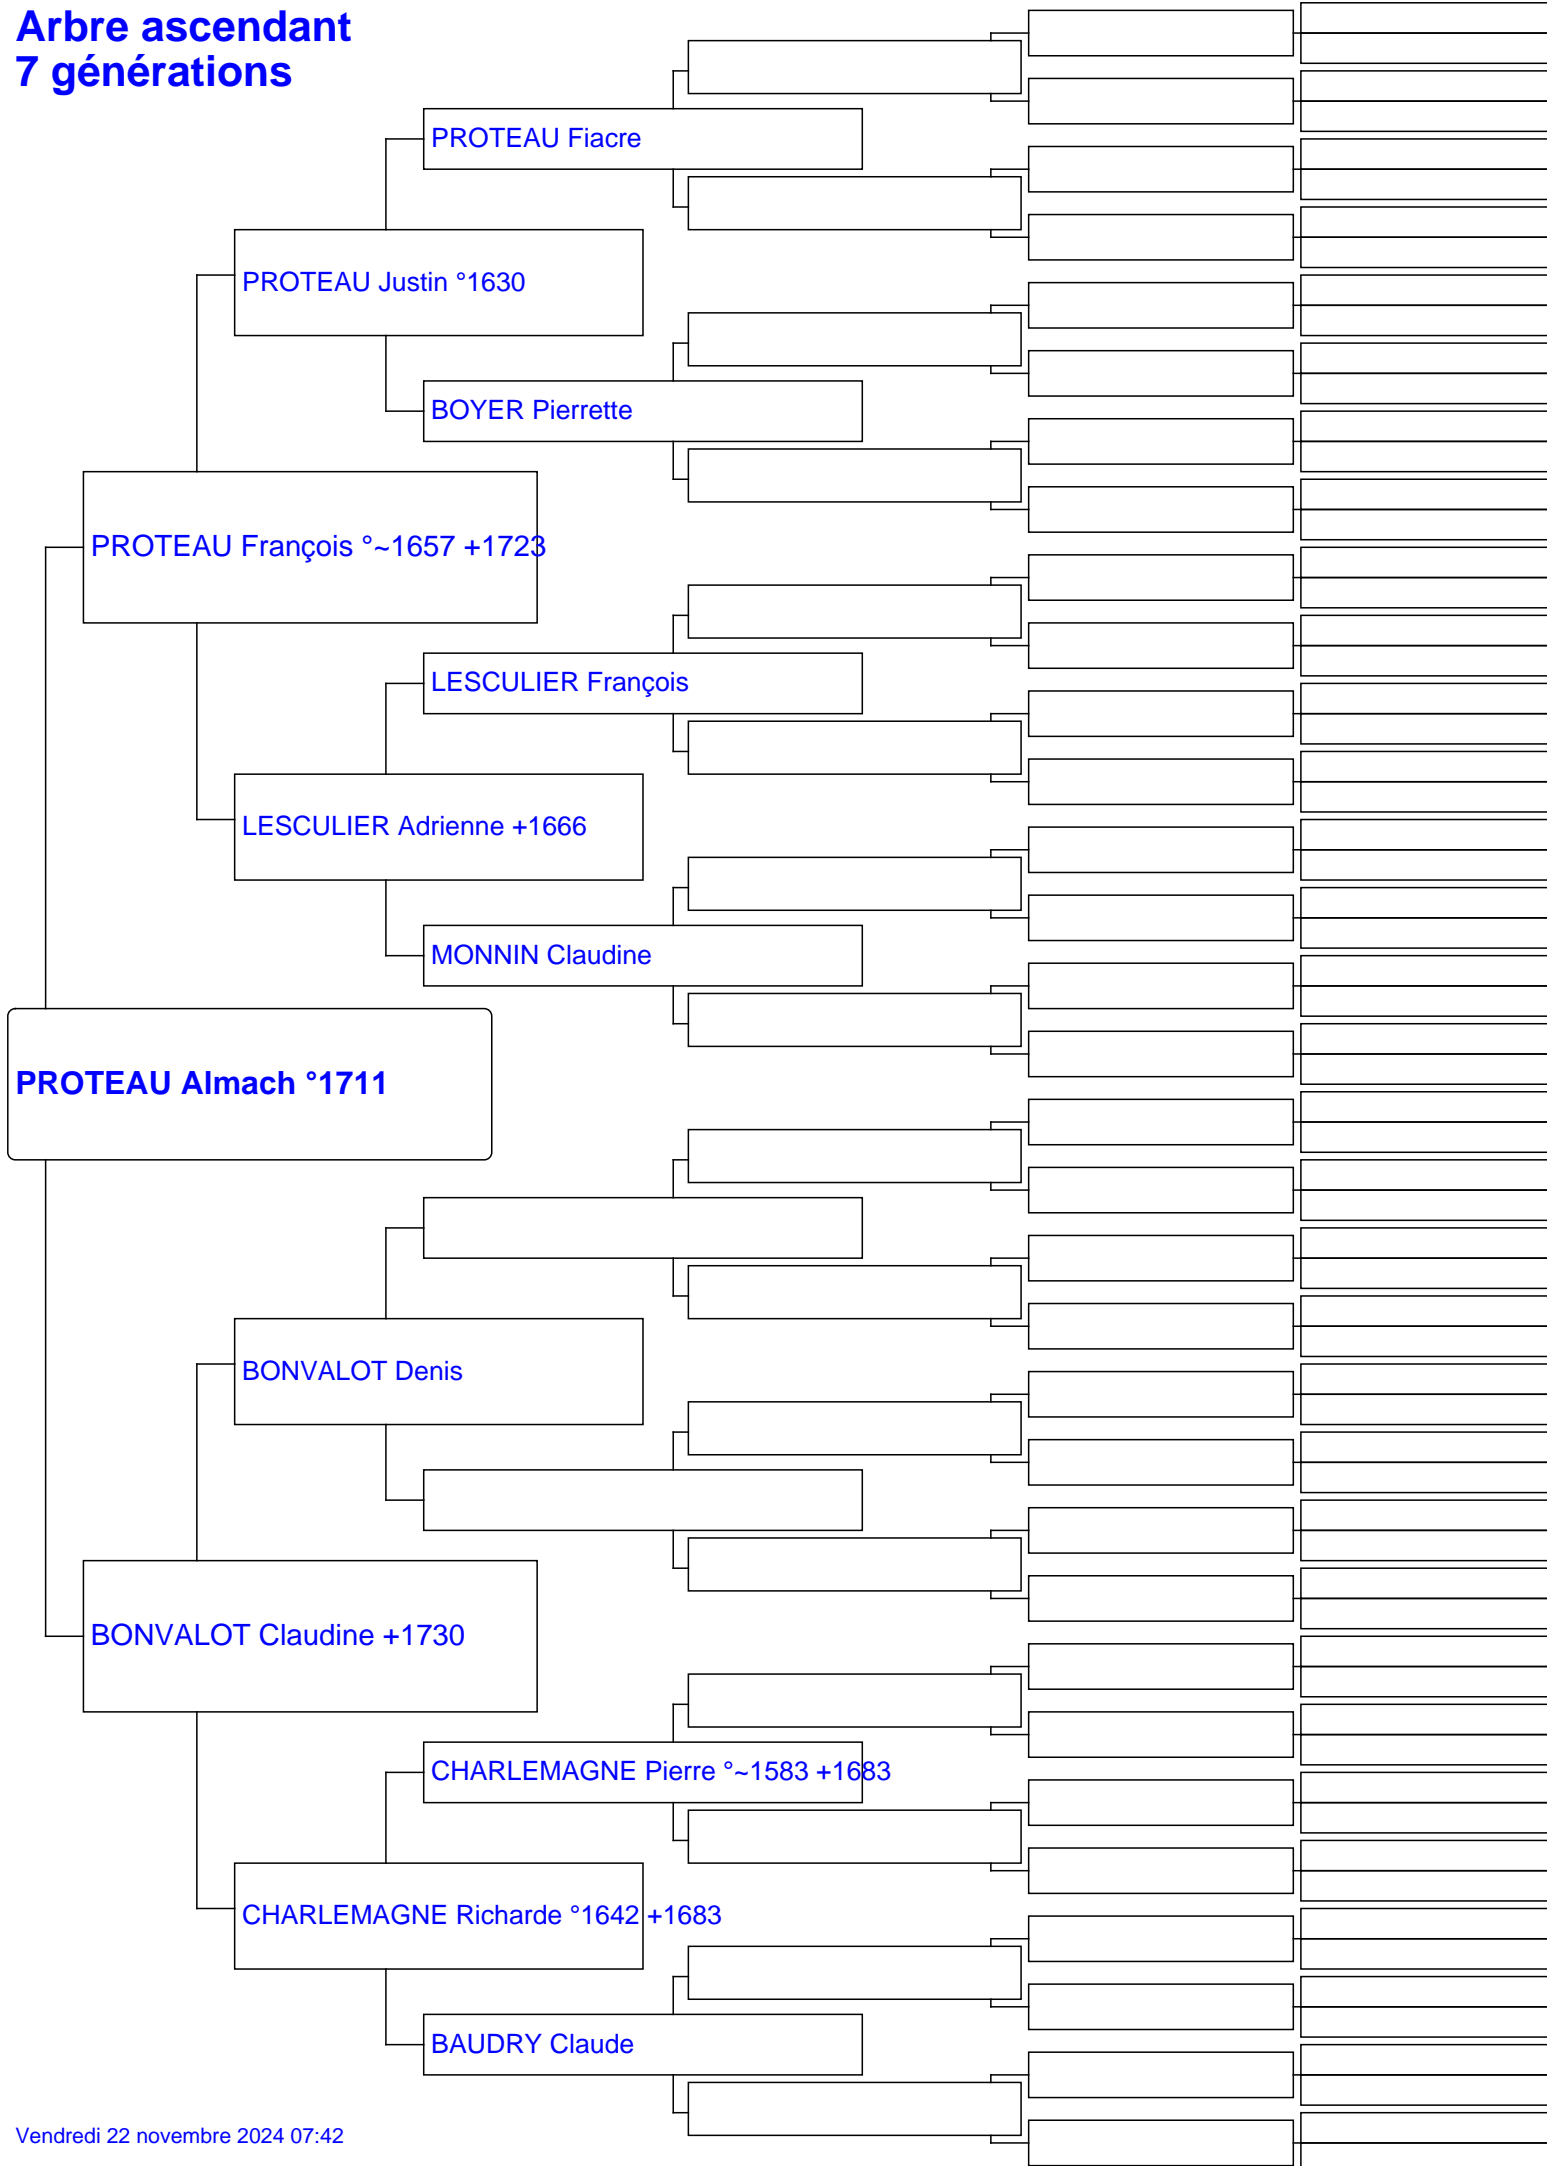 Arbre ascendant
7 générations
PROTEAU Fiacre
PROTEAU Justin °1630
BOYER Pierrette
PROTEAU François °~1657 +1723
LESCULIER François
LESCULIER Adrienne +1666
MONNIN Claudine
PROTEAU Almach °1711
BONVALOT Denis
BONVALOT Claudine +1730
CHARLEMAGNE Pierre °~1583 +1683
CHARLEMAGNE Richarde °1642 +1683
BAUDRY Claude
Vendredi 22 novembre 2024 07:42